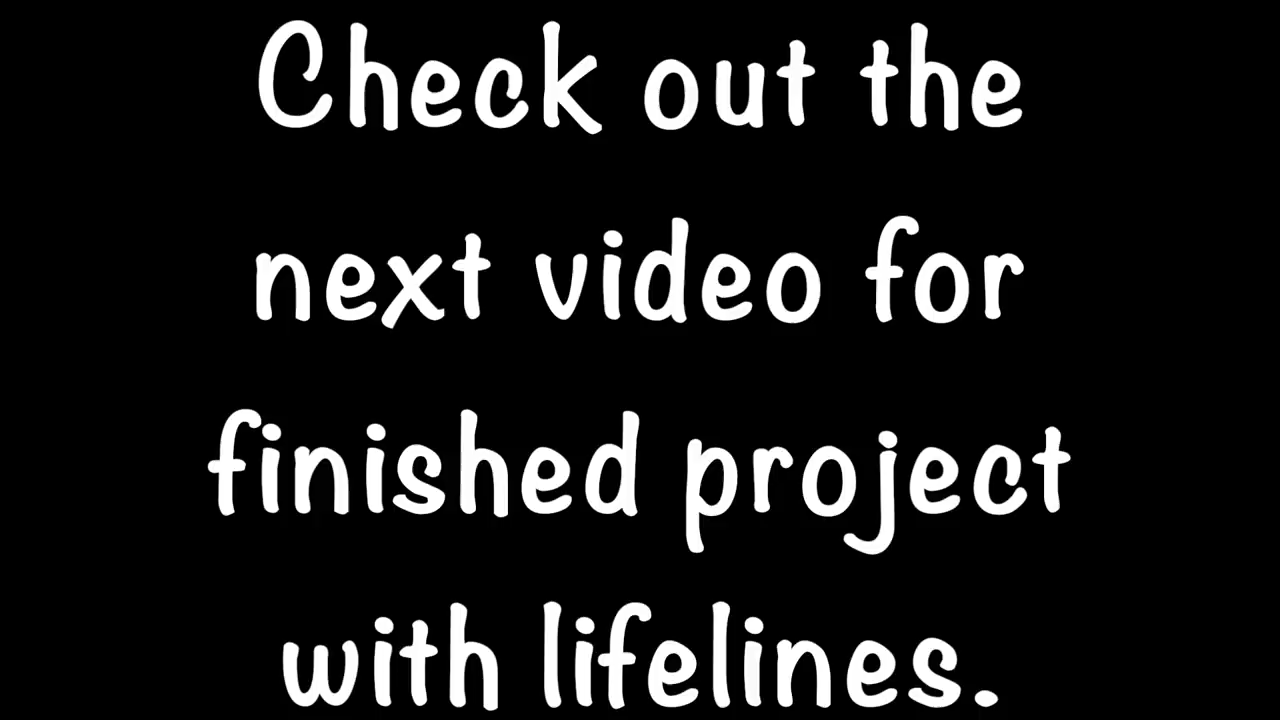 Check out the
next video for
finished project
with lifelines.